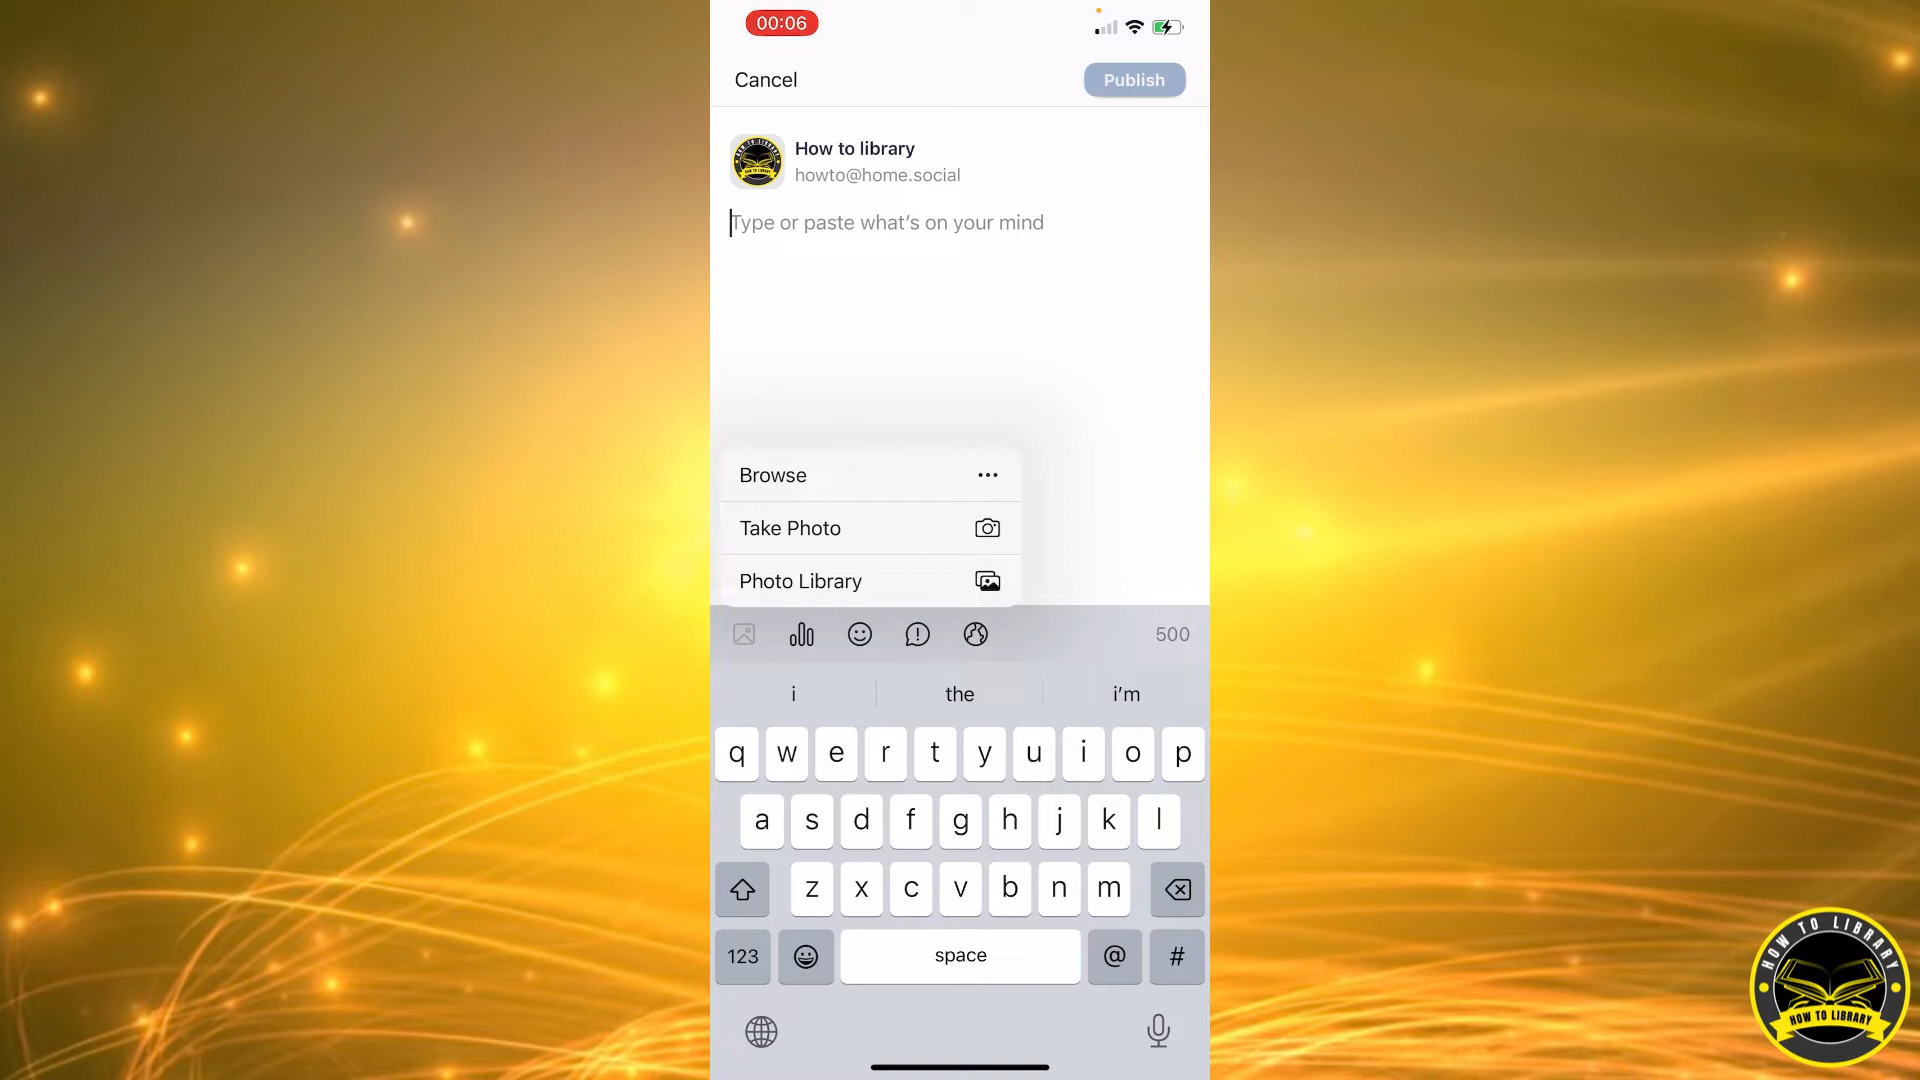 00:06
Cancel
Publish
How to library
howto@home.social
Type or paste what's on your mind
Browse
Take Photo
Photo Library
500
i the i'm
q w e r t y u i o p
a s d f g h j k l
z x c v b n m
123 space @ #
HOW TO LIBRARY
HOW TO LIBRARY